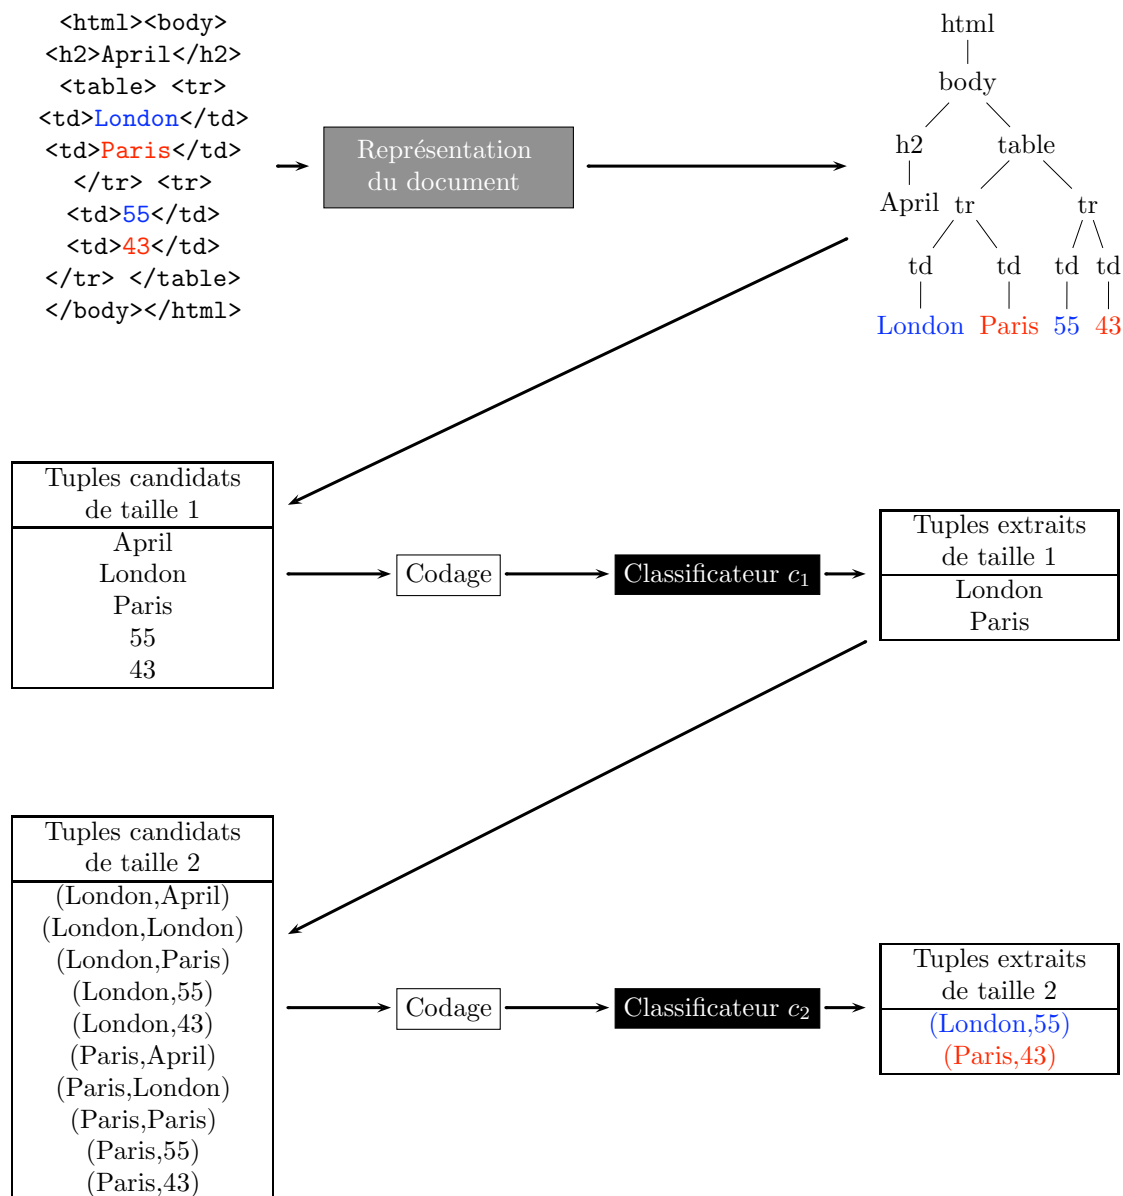 <html><body>
<h2>April</h2>
<table> <tr>
<td>London</td>
<td>Paris</td>
</tr> <tr>
<td>55</td>
<td>43</td>
</tr> </table>
</body></html>
Représentation
du document
html
body
h2 table
April tr tr
td td td td
London Paris 55 43
Tuples candidats
de taille 1
April
London
Paris
55
43
Codage
Classificateur c1
Tuples extraits
de taille 1
London
Paris
Tuples candidats
de taille 2
(London,April)
(London,London)
(London,Paris)
(London,55)
(London,43)
(Paris,April)
(Paris,London)
(Paris,Paris)
(Paris,55)
(Paris,43)
Codage
Classificateur c2
Tuples extraits
de taille 2
(London,55)
(Paris,43)